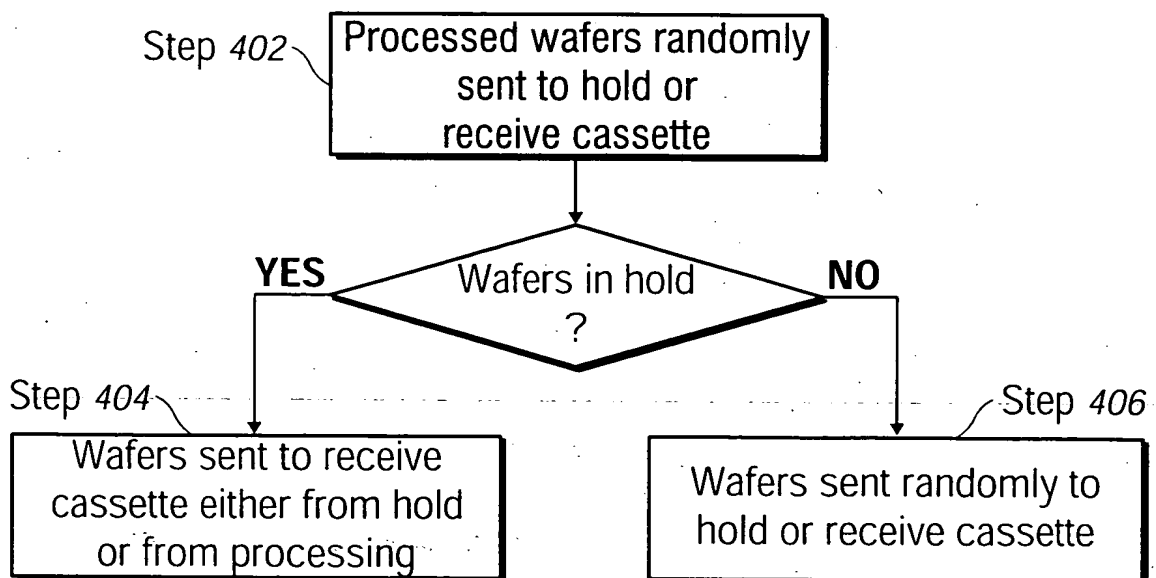 Step 402
Processed wafers randomly
sent to hold or
receive cassette
YES
Wafers in hold
?
NO
Step 404
Wafers sent to receive
cassette either from hold
or from processing
Step 406
Wafers sent randomly to
hold or receive cassette